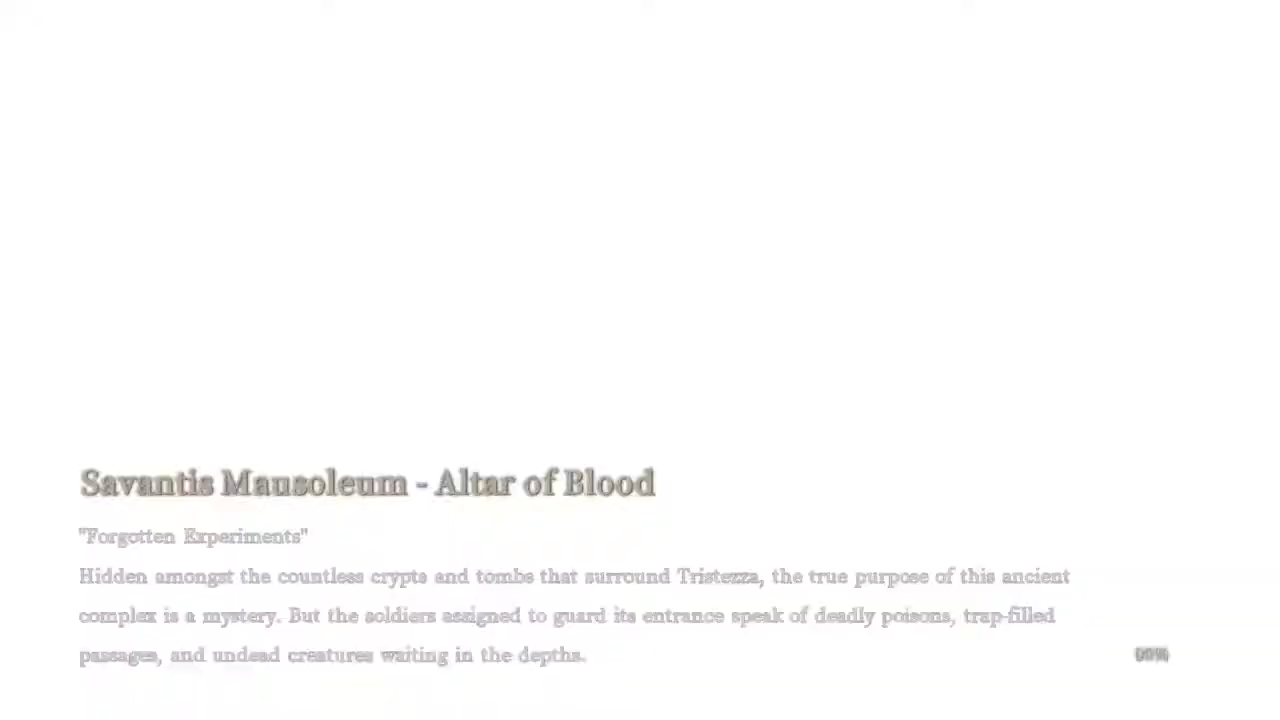 Savantis Mausoleum - Altar of Blood
"Forgotten Experiments"
Hidden amongst the countless crypts and tombs that surround Tristezza, the true purpose of this ancient
complex is a mystery. But the soldiers assigned to guard its entrance speak of deadly poisons, trap-filled
passages, and undead creatures waiting in the depths.